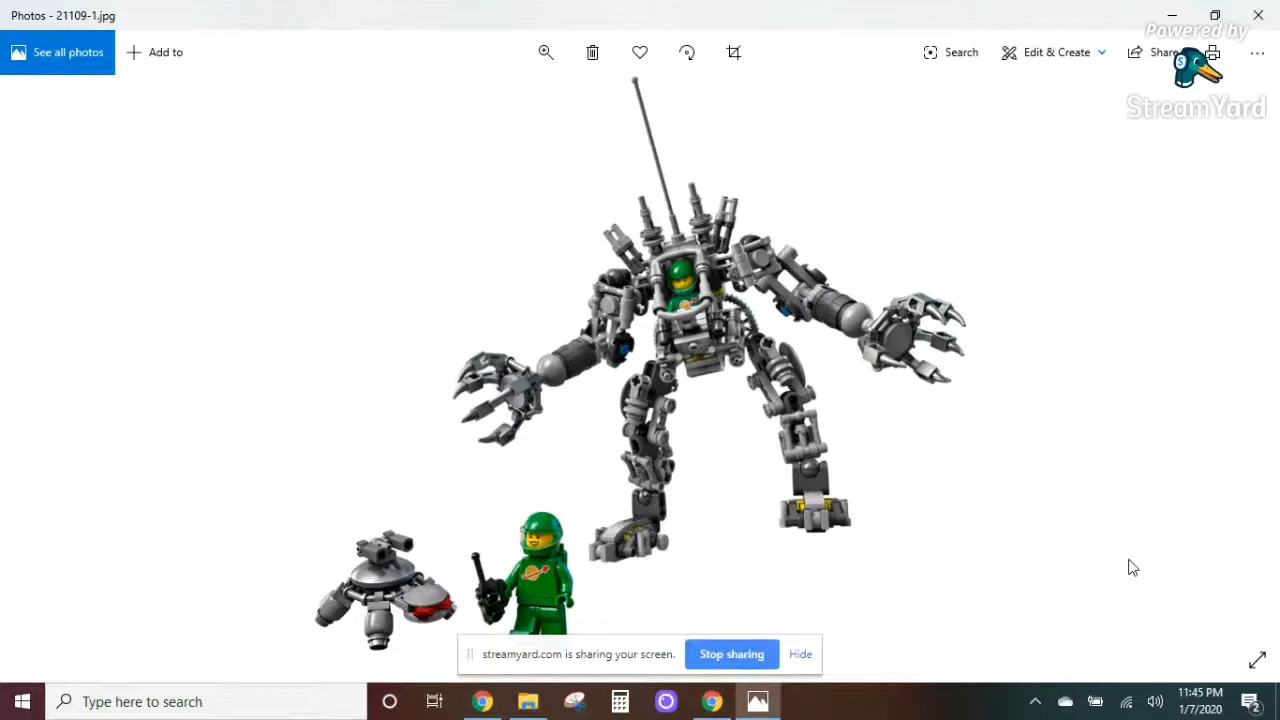 Photos - 21109-1.jpg
Powered by
See all photos
Add to
Search
Edit & Create
Share
StreamYard
streamyard.com is sharing your screen.
Stop sharing
Hide
Type here to search
11:45 PM
1/7/2020
2